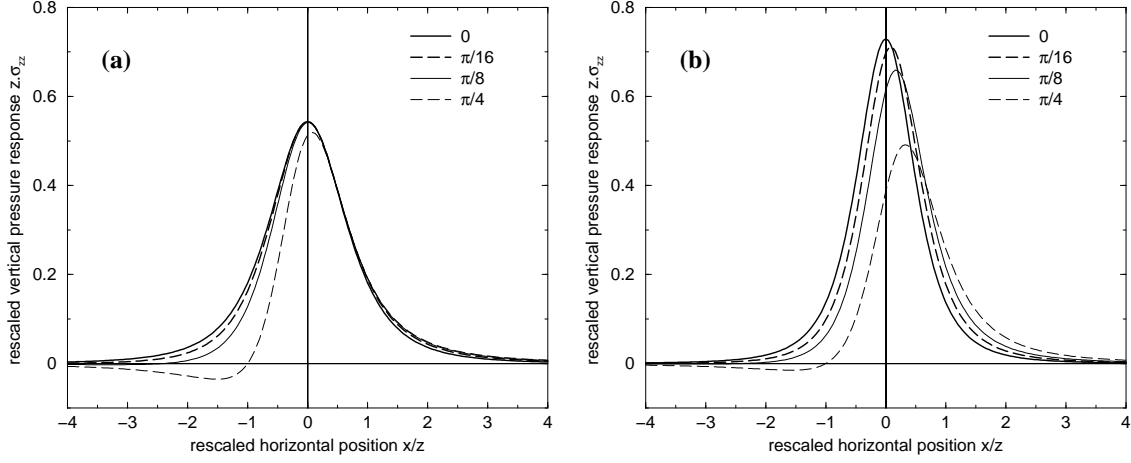 (a)
0
π/16
π/8
π/4
rescaled vertical pressure response z.σzz
0.8
0.6
0.4
0.2
0
−4 −3 −2 −1 0 1 2 3 4
rescaled horizontal position x/z
(b)
0
π/16
π/8
π/4
rescaled vertical pressure response z.σzz
0.8
0.6
0.4
0.2
0
−4 −3 −2 −1 0 1 2 3 4
rescaled horizontal position x/z